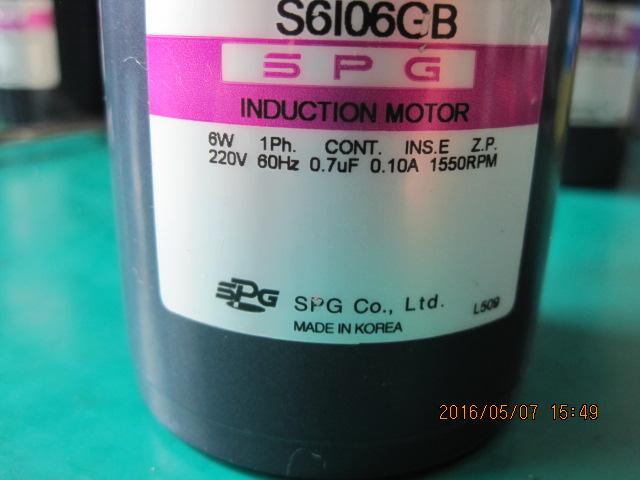 S6I06GB
SPG
INDUCTION MOTOR
6W 1Ph. CONT. INS.E Z.P.
220V 60Hz 0.7uF 0.10A 1550RPM
SPG SPG Co., Ltd. L509
MADE IN KOREA
2016/05/07 15:49